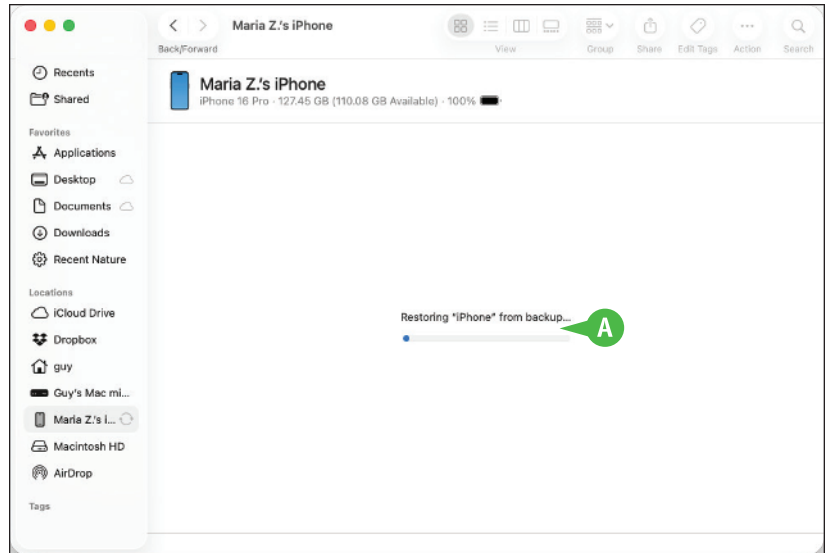 Maria Z.'s iPhone
Back/Forward
View
Group
Share
Edit Tags
Action
Search
Recents
Shared
Favorites
Applications
Desktop
Documents
Downloads
Recent Nature
Locations
iCloud Drive
Dropbox
guy
Guy's Mac mi...
Maria Z.'s i...
Macintosh HD
AirDrop
Tags
Maria Z.'s iPhone
iPhone 16 Pro · 127.45 GB (110.08 GB Available) · 100%
Restoring "iPhone" from backup...
A